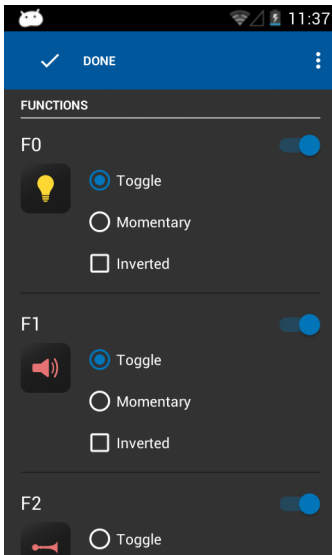 11:37
DONE
FUNCTIONS
F0
Toggle
Momentary
Inverted
F1
Toggle
Momentary
Inverted
F2
Toggle